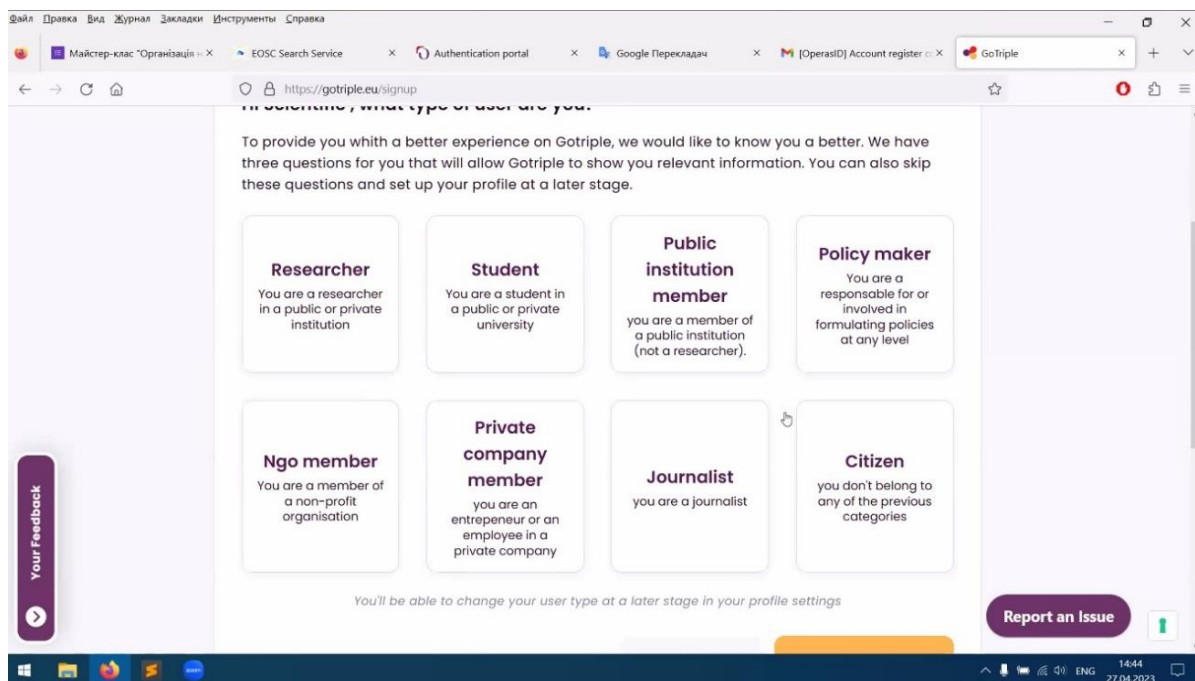 Файл Правка Вид Журнал Закладки Инструменты Справка
Майстер-клас "Організація н
EOSC Search Service
Authentication portal
Google Перекладач
[OperasID] Account register c
GoTriple
https://gotriple.eu/signup
Hi Scientific , what type of user are you?
To provide you whith a better experience on Gotriple, we would like to know you a better. We have
three questions for you that will allow Gotriple to show you relevant information. You can also skip
these questions and set up your profile at a later stage.
Researcher
You are a researcher
in a public or private
institution
Student
You are a student in
a public or private
university
Public
institution
member
you are a member of
a public institution
(not a researcher).
Policy maker
You are a
responsable for or
involved in
formulating policies
at any level
Ngo member
You are a member of
a non-profit
organisation
Private
company
member
you are an
entrepeneur or an
employee in a
private company
Journalist
you are a journalist
Citizen
you don't belong to
any of the previous
categories
You'll be able to change your user type at a later stage in your profile settings
Your Feedback
Report an Issue
ENG
14:44
27.04.2023